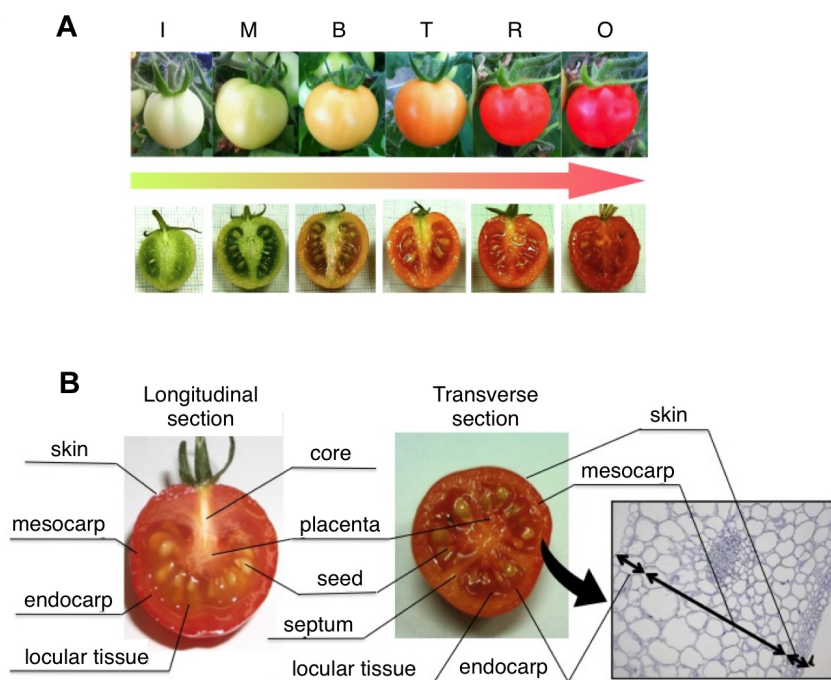 A
I M B T R O
B
Longitudinal
section
Transverse
section
skin
core
skin
mesocarp
mesocarp
placenta
endocarp
seed
septum
locular tissue
locular tissue
endocarp